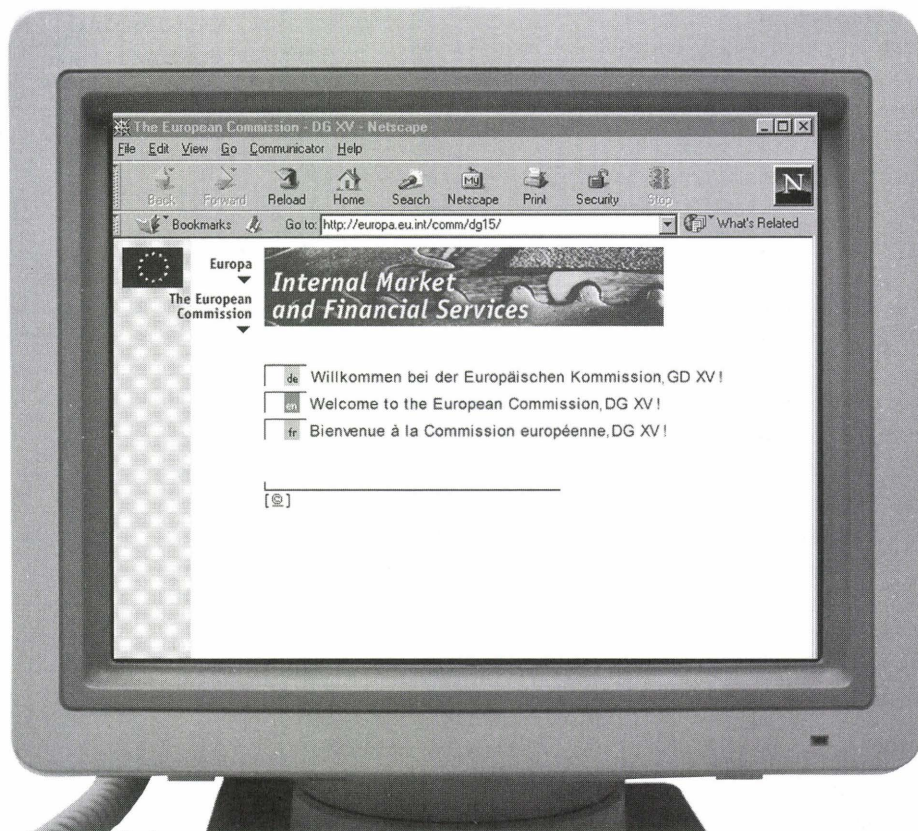 The European Commission - DG XV - Netscape
File Edit View Go Communicator Help
Back Forward Reload Home Search Netscape Print Security Stop
My
N
Bookmarks Go to: http://europa.eu.int/comm/dg15/ What's Related
Europa
The European
Commission
Internal Market
and Financial Services
de Willkommen bei der Europäischen Kommission, GD XV !
en Welcome to the European Commission, DG XV !
fr Bienvenue à la Commission européenne, DG XV !
[©]